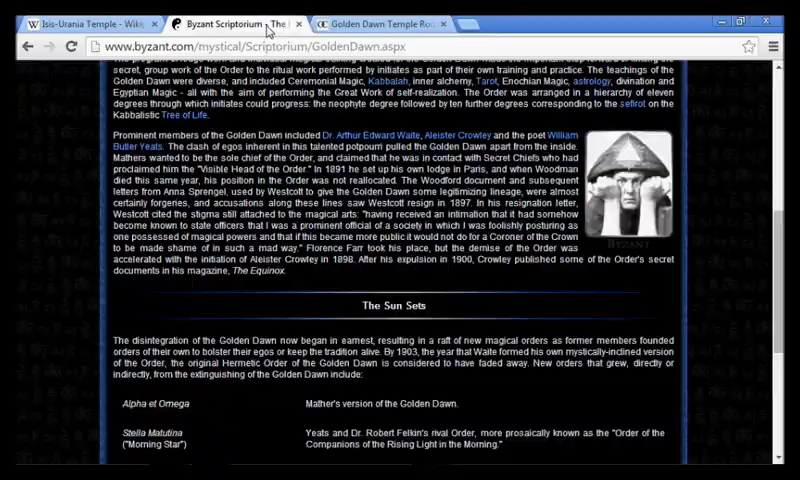 Isis-Urania Temple - Wiki
Byzant Scriptorium - The
Golden Dawn Temple Roo
www.byzant.com/mystical/Scriptorium/GoldenDawn.aspx
secret, group work of the Order to the ritual work performed by initiates as part of their own training and practice. The teachings of
the Golden Dawn were diverse, and included Ceremonial Magic, Kabbalah, inner alchemy, Tarot, Enochian Magic, astrology, divination and
Egyptian Magic - all with the aim of performing the Great Work of self-realization. The Order was arranged in a hierarchy of eleven
degrees through which initiates could progress: the neophyte degree followed by ten further degrees corresponding to the sefirot on the
Kabbalistic Tree of Life.
Prominent members of the Golden Dawn included Dr. Arthur Edward Waite, Aleister Crowley and the poet William
Butler Yeats. The clash of egos inherent in this talented potpourri pulled the Golden Dawn apart from the inside.
Mathers wanted to be the sole chief of the Order, and claimed that he was in contact with Secret Chiefs who had
proclaimed him the "Visible Head of the Order." In 1891 he set up his own lodge in Paris, and when Woodman
died this same year, his position in the Order was not reallocated. The Woodford document and subsequent
letters from Anna Sprengel, used by Westcott to give the Golden Dawn some legitimizing lineage, were almost
certainly forgeries, and accusations along these lines saw Westcott resign in 1897. In his resignation letter,
Westcott cited the stigma still attached to the magical arts: "having received an intimation that it had somehow
become known to state officers that I was a prominent official of a society in which I was foolishly posturing as
one possessed of magical powers and that if this became more public it would not do for a Coroner of the Crown
to be made shame of in such a mad way." Florence Farr took his place, but the demise of the Order was
accelerated with the initiation of Aleister Crowley in 1898. After his expulsion in 1900, Crowley published some of the Order's secret
documents in his magazine, The Equinox.
BYZANT
The Sun Sets
The disintegration of the Golden Dawn now began in earnest, resulting in a raft of new magical orders as former members founded
orders of their own to bolster their egos or keep the tradition alive. By 1903, the year that Waite formed his own mystically-inclined version
of the Order, the original Hermetic Order of the Golden Dawn is considered to have faded away. New orders that grew, directly or
indirectly, from the extinguishing of the Golden Dawn include:
Alpha et Omega
Mather's version of the Golden Dawn.
Stella Matutina
("Morning Star")
Yeats and Dr. Robert Felkin's rival Order, more prosaically known as the "Order of the
Companions of the Rising Light in the Morning."